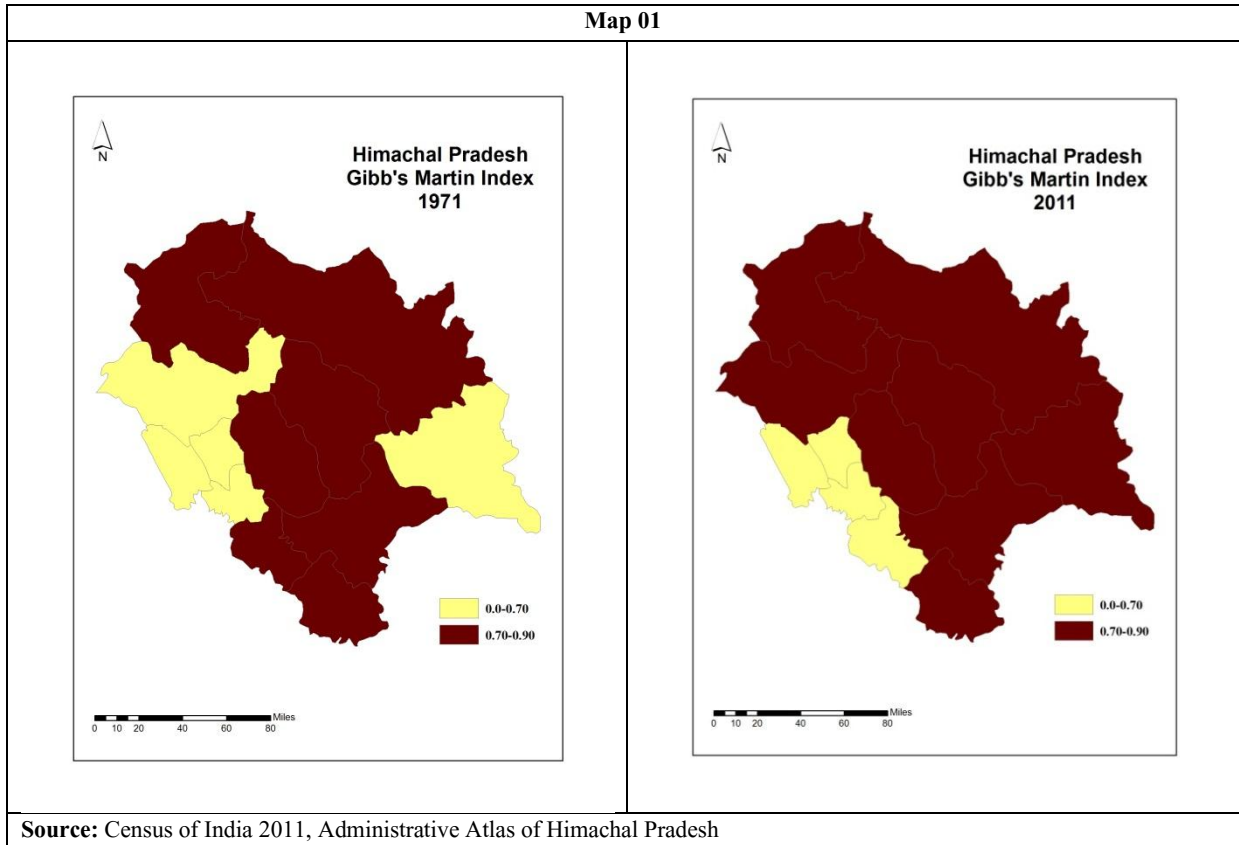 Map 01
N
Himachal Pradesh
Gibb's Martin Index
1971
0.0-0.70
0.70-0.90
Miles
0 10 20 40 60 80
N
Himachal Pradesh
Gibb's Martin Index
2011
0.0-0.70
0.70-0.90
Miles
0 10 20 40 60 80
Source: Census of India 2011, Administrative Atlas of Himachal Pradesh